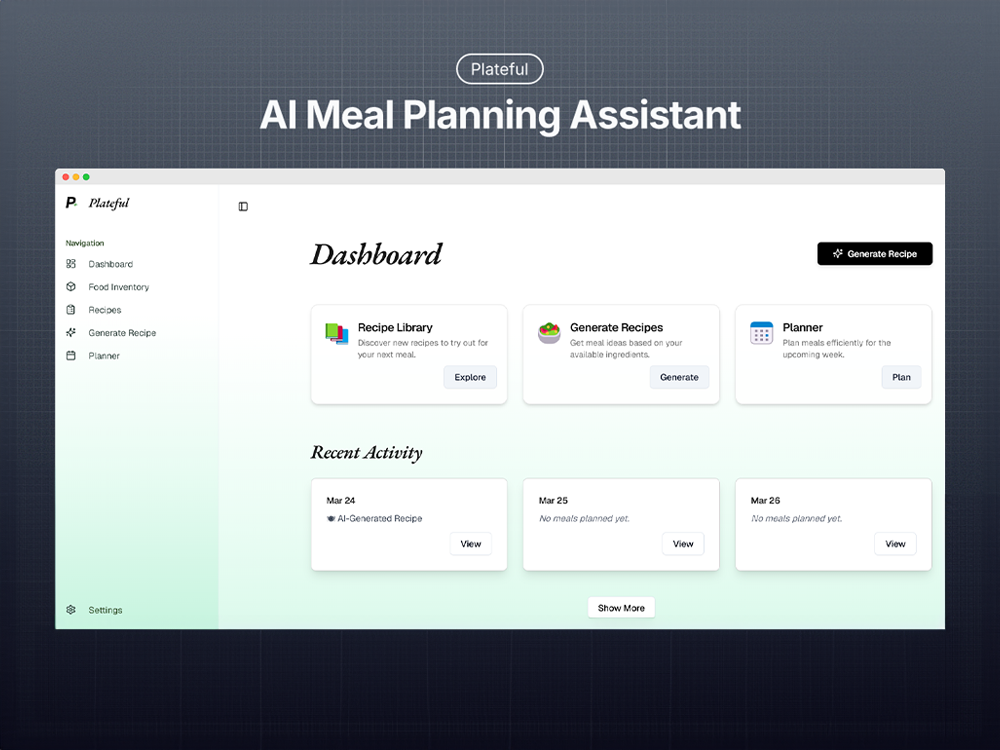 Plateful
AI Meal Planning Assistant
P. Plateful
Navigation
Dashboard
Food Inventory
Recipes
Generate Recipe
Planner
Settings
Dashboard
Generate Recipe
Recipe Library
Discover new recipes to try out for
your next meal.
Explore
Generate Recipes
Get meal ideas based on your
available ingredients.
Generate
Planner
Plan meals efficiently for the
upcoming week.
Plan
Recent Activity
Mar 24
AI-Generated Recipe
View
Mar 25
No meals planned yet.
View
Mar 26
No meals planned yet.
View
Show More